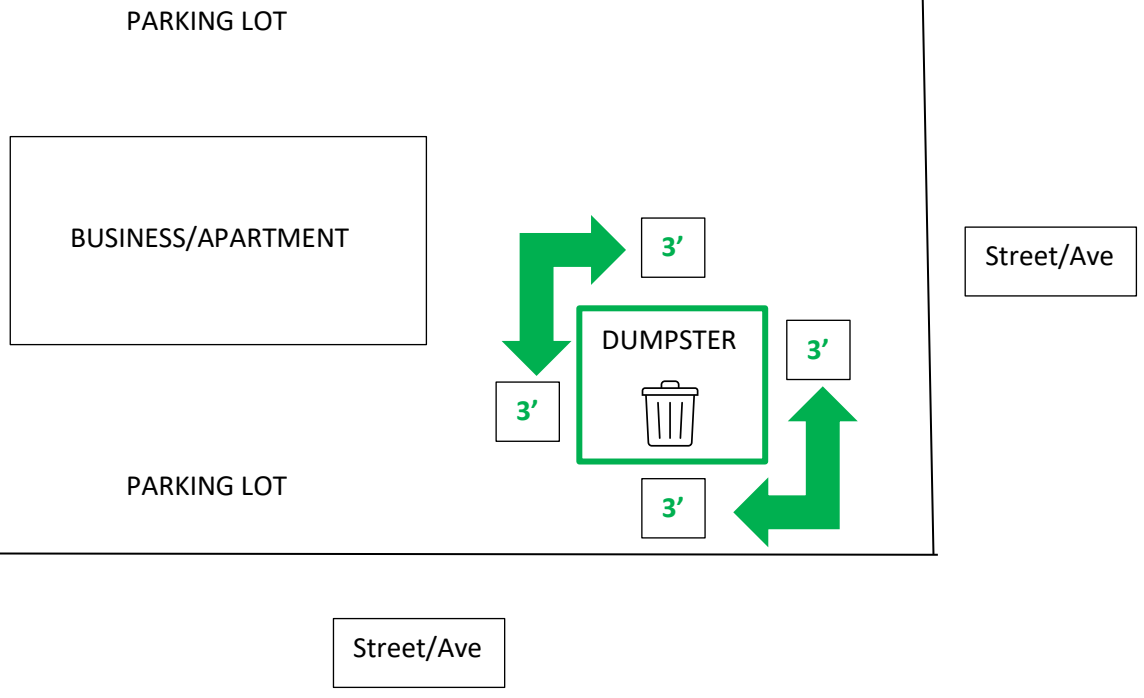 PARKING LOT
BUSINESS/APARTMENT
3’
Street/Ave
DUMPSTER
3’
3’
PARKING LOT
3’
Street/Ave